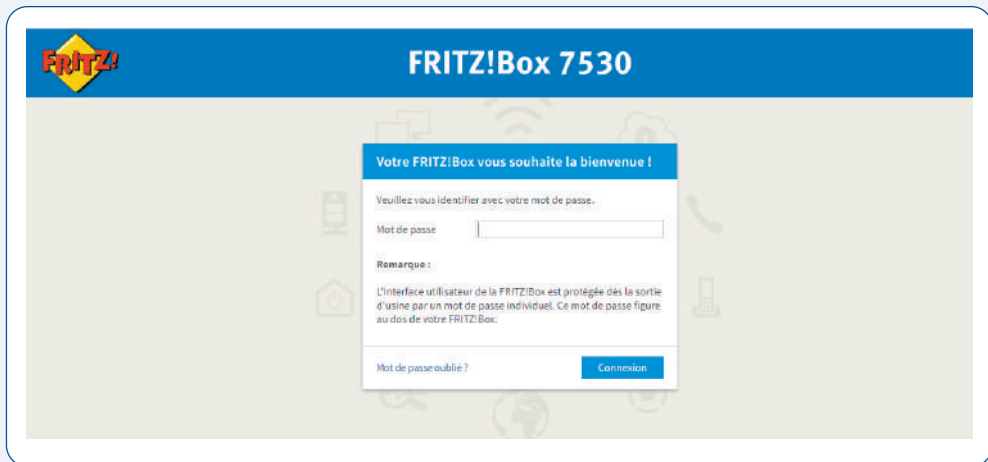 FRITZ!
FRITZ!Box 7530
Votre FRITZ!Box vous souhaite la bienvenue !
Veuillez vous identifier avec votre mot de passe.
Mot de passe
Remarque :
L'interface utilisateur de la FRITZ!Box est protégée dès la sortie
d'usine par un mot de passe individuel. Ce mot de passe figure
au dos de votre FRITZ!Box.
Mot de passe oublié ?
Connexion